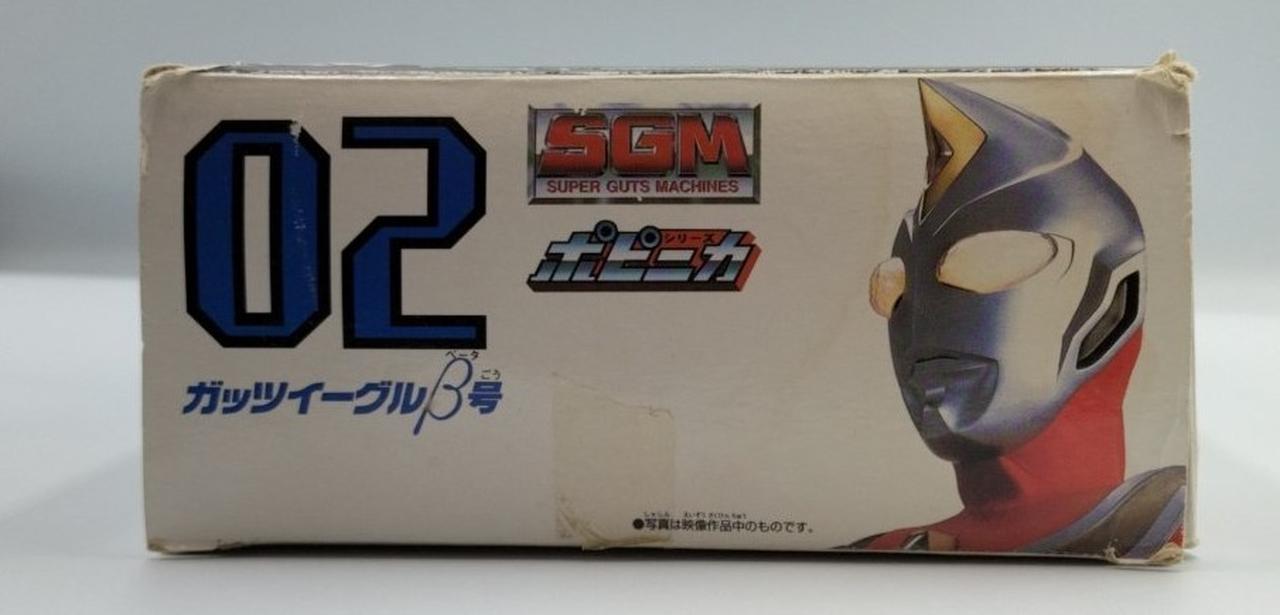 02
ベータ ごう
ガッツイーグルβ号
SGM
SUPER GUTS MACHINES
ポピニカ シリーズ
しゃしん えいぞう さくひん ちゅう
●写真は映像作品中のものです。